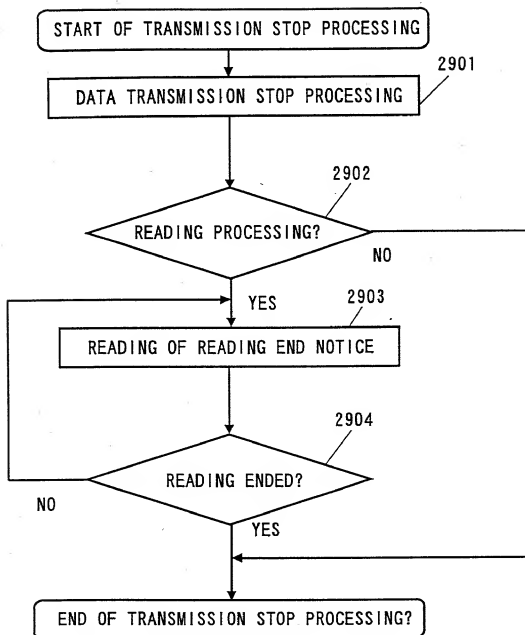 START OF TRANSMISSION STOP PROCESSING
2901
DATA TRANSMISSION STOP PROCESSING
2902
READING PROCESSING?
NO
YES
2903
READING OF READING END NOTICE
2904
READING ENDED?
NO
YES
END OF TRANSMISSION STOP PROCESSING?